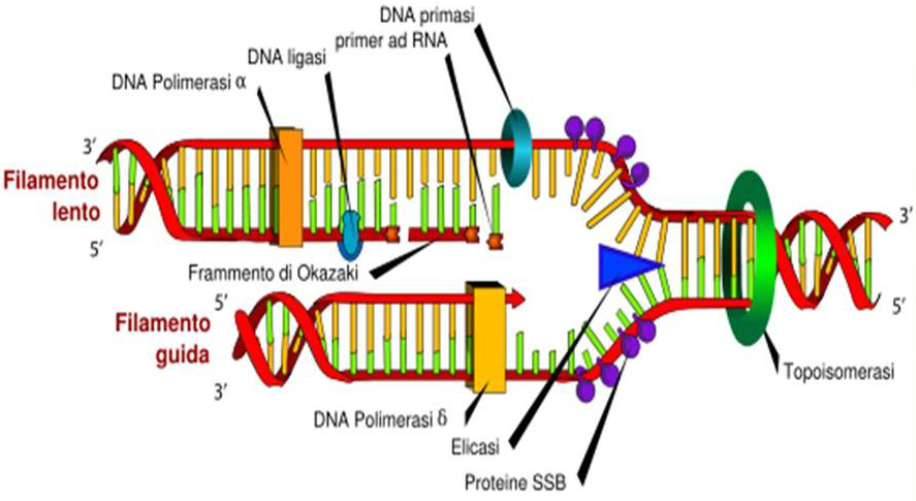 DNA primasi
primer ad RNA
DNA ligasi
DNA Polimerasi α
3′
Filamento
lento
5′
3′
Frammento di Okazaki
5′
5′
Filamento
guida
3′
Topoisomerasi
DNA Polimerasi δ
Elicasi
Proteine SSB